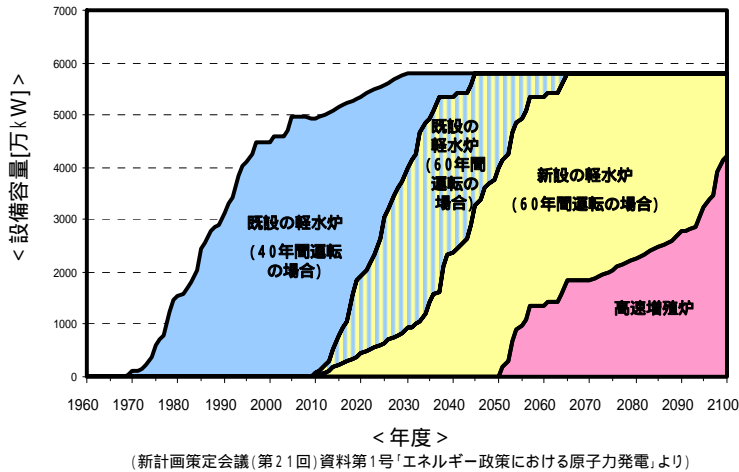 7000
6000
5000
4000
3000
2000
1000
0
<設備容量[万kW]>
既設の軽水炉
(40年間運転
の場合)
既設の
軽水炉
(60年間
運転の
場合)
新設の軽水炉
(60年間運転の場合)
高速増殖炉
1960 1970 1980 1990 2000 2010 2020 2030 2040 2050 2060 2070 2080 2090 2100
<年度>
(新計画策定会議(第21回)資料第1号「エネルギー政策における原子力発電」より)